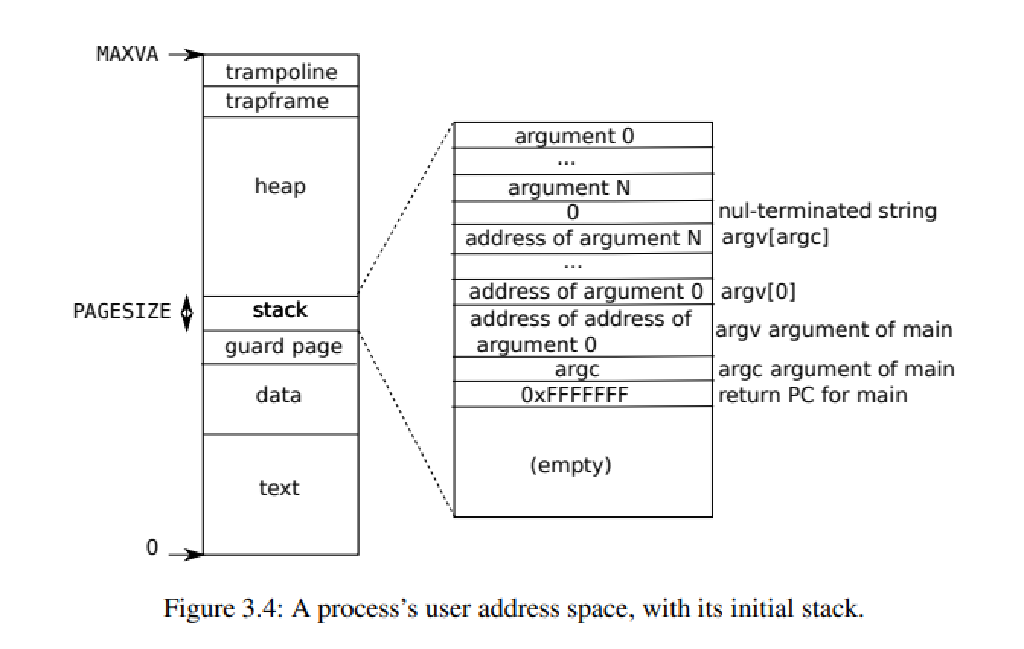 MAXVA
trampoline
trapframe
heap
PAGESIZE
stack
guard page
data
text
0
argument 0
...
argument N
0
nul-terminated string
address of argument N
argv[argc]
...
address of argument 0
argv[0]
address of address of
argument 0
argv argument of main
argc
argc argument of main
0xFFFFFFF
return PC for main
(empty)
Figure 3.4: A process’s user address space, with its initial stack.